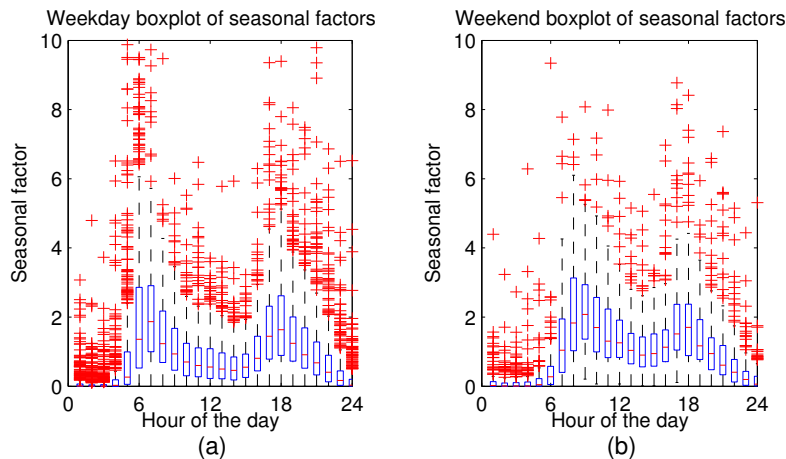 Weekday boxplot of seasonal factors
10
8
6
4
2
0
Seasonal factor
0 6 12 18 24
Hour of the day
(a)
Weekend boxplot of seasonal factors
10
8
6
4
2
0
Seasonal factor
0 6 12 18 24
Hour of the day
(b)